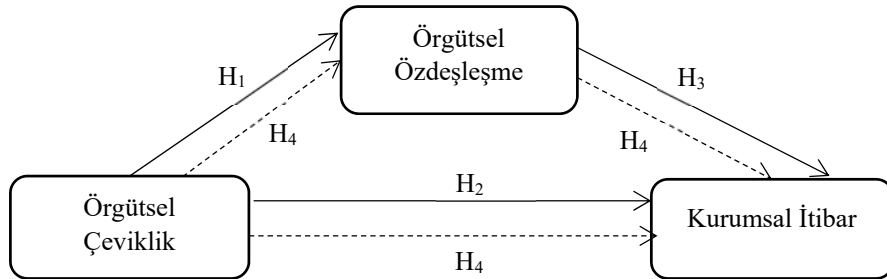 Örgütsel
Özdeşleşme
H1
H3
H4
H4
Örgütsel
Çeviklik
H2
Kurumsal İtibar
H4